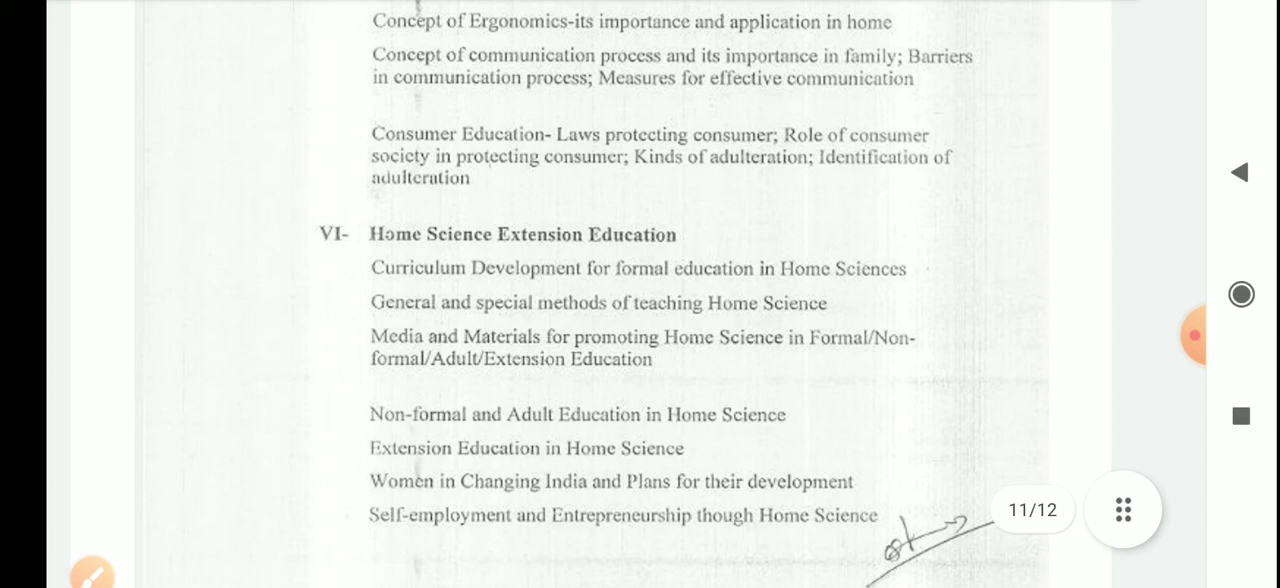 Concept of Ergonomics-its importance and application in home
Concept of communication process and its importance in family; Barriers
in communication process; Measures for effective communication
Consumer Education- Laws protecting consumer; Role of consumer
society in protecting consumer; Kinds of adulteration; Identification of
adulteration
VI- Home Science Extension Education
Curriculum Development for formal education in Home Sciences
General and special methods of teaching Home Science
Media and Materials for promoting Home Science in Formal/Non-
formal/Adult/Extension Education
Non-formal and Adult Education in Home Science
Extension Education in Home Science
Women in Changing India and Plans for their development
Self-employment and Entrepreneurship though Home Science
11/12